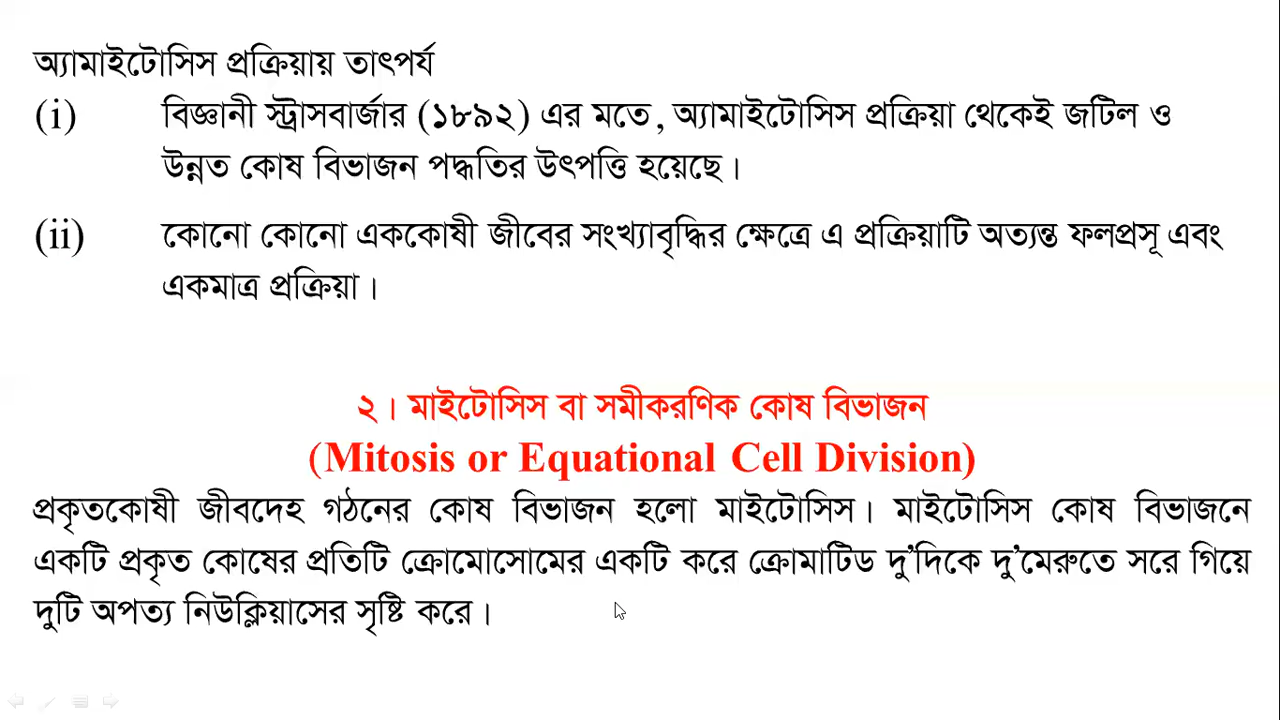 অ্যামাইটোসিস প্রক্রিয়ায় তাৎপর্য
(i) বিজ্ঞানী স্ট্রাসবার্জার (১৮৯২) এর মতে, অ্যামাইটোসিস প্রক্রিয়া থেকেই জটিল ও
উন্নত কোষ বিভাজন পদ্ধতির উৎপত্তি হয়েছে।
(ii) কোনো কোনো এককোষী জীবের সংখ্যাবৃদ্ধির ক্ষেত্রে এ প্রক্রিয়াটি অত্যন্ত ফলপ্রসূ এবং
একমাত্র প্রক্রিয়া।
২। মাইটোসিস বা সমীকরণিক কোষ বিভাজন
(Mitosis or Equational Cell Division)
প্রকৃতকোষী জীবদেহ গঠনের কোষ বিভাজন হলো মাইটোসিস। মাইটোসিস কোষ বিভাজনে
একটি প্রকৃত কোষের প্রতিটি ক্রোমোসোমের একটি করে ক্রোমাটিড দু’দিকে দু’মেরুতে সরে গিয়ে
দুটি অপত্য নিউক্লিয়াসের সৃষ্টি করে।